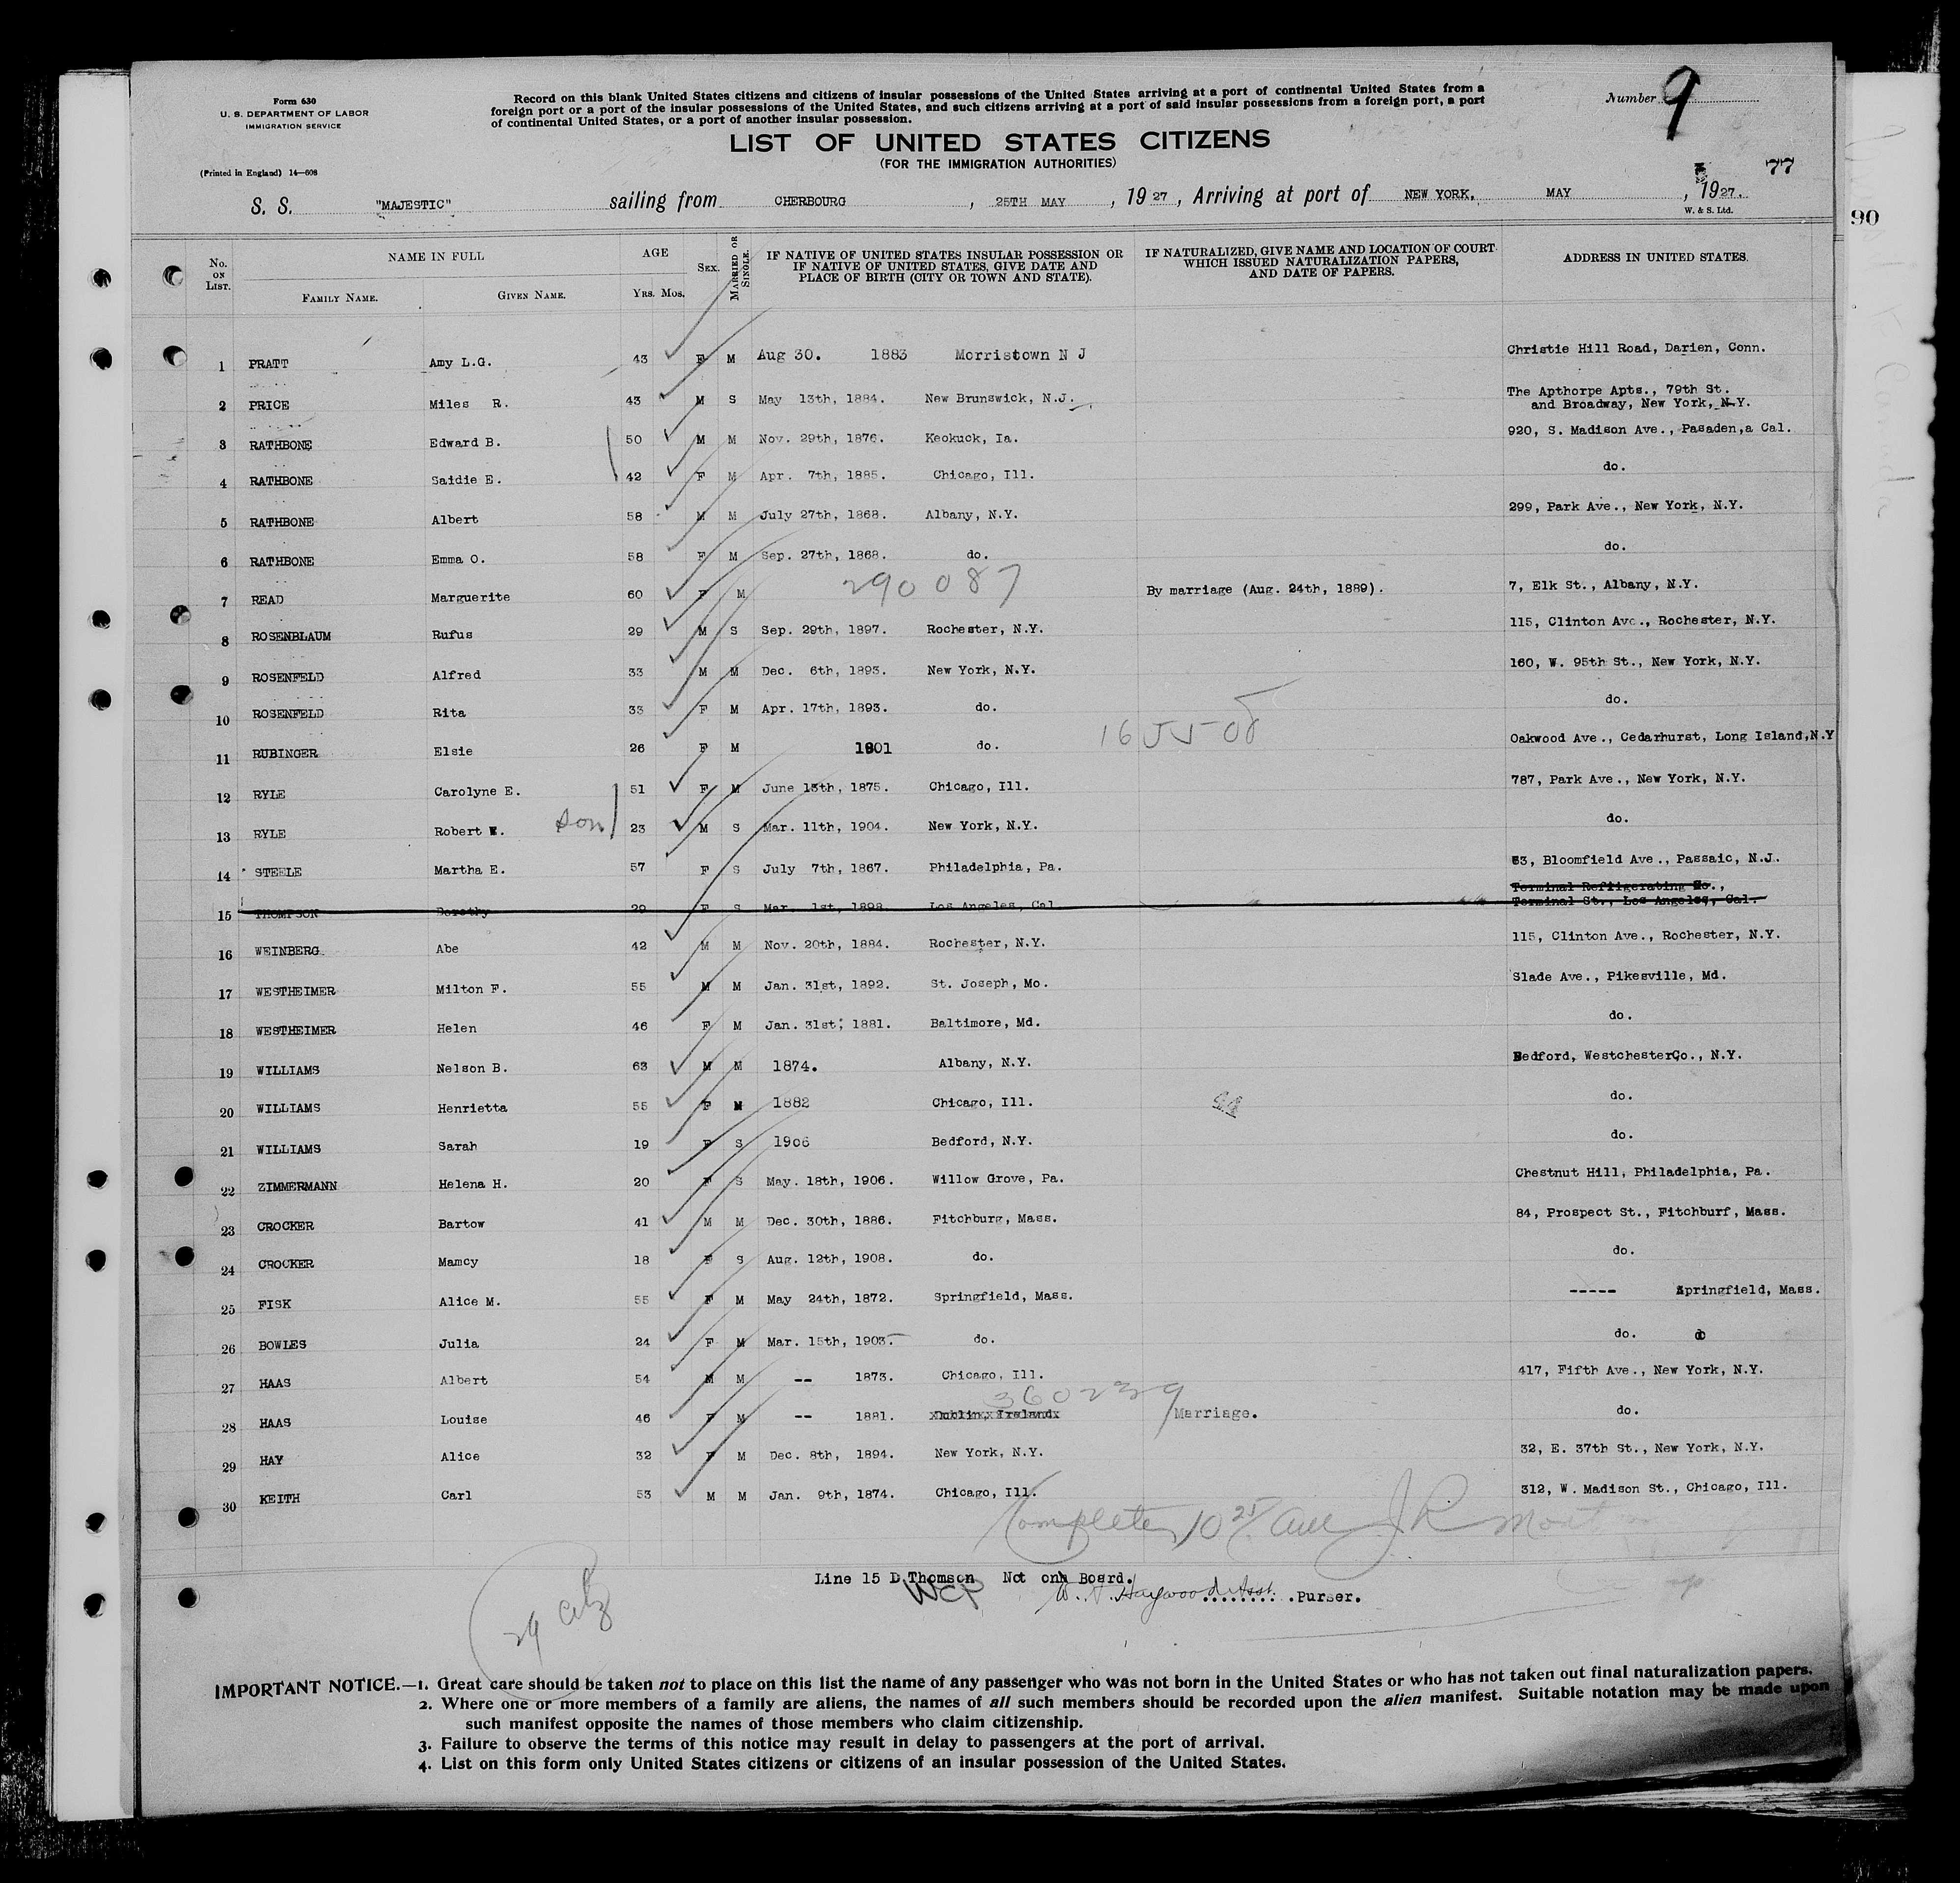 Form 630
U. S. DEPARTMENT OF LABOR
IMMIGRATION SERVICE
(Printed in England) 14—608
Record on this blank United States citizens and citizens of insular possessions of the United States arriving at a port of continental United States from a
foreign port or a port of the insular possessions of the United States, and such citizens arriving at a port of said insular possessions from a foreign port, a port
of continental United States, or a port of another insular possession.
Number 9
LIST OF UNITED STATES CITIZENS
(FOR THE IMMIGRATION AUTHORITIES)
77
S. S. "MAJESTIC" sailing from CHERBOURG, 25TH MAY, 1927, Arriving at port of NEW YORK, MAY, 1927.
W. & S. Ltd.
90
No. ON LIST. NAME IN FULL FAMILY NAME. GIVEN NAME. AGE YRS. MOS. SEX. MARRIED OR SINGLE. IF NATIVE OF UNITED STATES INSULAR POSSESSION OR IF NATIVE OF UNITED STATES, GIVE DATE AND PLACE OF BIRTH (CITY OR TOWN AND STATE). IF NATURALIZED, GIVE NAME AND LOCATION OF COURT WHICH ISSUED NATURALIZATION PAPERS, AND DATE OF PAPERS. ADDRESS IN UNITED STATES.
1 PRATT Amy L.G. 43 F M Aug 30. 1883 Morristown N J Christie Hill Road, Darien, Conn.
2 PRICE Miles R. 43 M S May 13th, 1884. New Brunswick, N.J. The Apthorpe Apts., 79th St.
and Broadway, New York, N.Y.
3 RATHBONE Edward B. 50 M M Nov. 29th, 1876. Keokuck, Ia. 920, S. Madison Ave., Pasaden,a Cal.
4 RATHBONE Saidie E. 42 F M Apr. 7th, 1885. Chicago, Ill. do.
5 RATHBONE Albert 58 M M July 27th, 1868. Albany, N.Y. 299, Park Ave., New York, N.Y.
6 RATHBONE Emma O. 58 F M Sep. 27th, 1868. do. do.
290087
7 READ Marguerite 60 F M By marriage (Aug. 24th, 1889). 7, Elk St., Albany, N.Y.
8 ROSENBLAUM Rufus 29 M S Sep. 29th, 1897. Rochester, N.Y. 115, Clinton Ave., Rochester, N.Y.
9 ROSENFELD Alfred 33 M M Dec. 6th, 1893. New York, N.Y. 160, W. 95th St., New York, N.Y.
10 ROSENFELD Rita 33 F M Apr. 17th, 1893. do. do.
11 RUBINGER Elsie 26 F M 1901 do. Oakwood Ave., Cedarhurst, Long Island,N.Y
12 RYLE Carolyne E. 51 F M June 13th, 1875. Chicago, Ill. 787, Park Ave., New York, N.Y.
13 RYLE Robert W. son 23 M S Mar. 11th, 1904. New York, N.Y. do.
14 STEELE Martha E. 57 F S July 7th, 1867. Philadelphia, Pa. 63, Bloomfield Ave., Passaic, N.J.
15 THOMPSON Dorothy 29 F S Mar. 1st, 1898. Los Angeles, Cal. Terminal Refligerating Co.,
Terminal St., Los Angeles, Cal.
16 WEINBERG Abe 42 M M Nov. 20th, 1884. Rochester, N.Y. 115, Clinton Ave., Rochester, N.Y.
17 WESTHEIMER Milton F. 55 M M Jan. 31st, 1892. St. Joseph, Mo. Slade Ave., Pikesville, Md.
18 WESTHEIMER Helen 46 F M Jan. 31st, 1881. Baltimore, Md. do.
19 WILLIAMS Nelson B. 63 M M 1874. Albany, N.Y. Bedford, WestchesterCo., N.Y.
20 WILLIAMS Henrietta 55 F M 1882 Chicago, Ill. do.
21 WILLIAMS Sarah 19 F S 1906 Bedford, N.Y. do.
22 ZIMMERMANN Helena H. 20 F S May. 18th, 1906. Willow Grove, Pa. Chestnut Hill, Philadelphia, Pa.
23 CROCKER Bartow 41 M M Dec. 30th, 1886. Fitchburg, Mass. 84, Prospect St., Fitchburf, Mass.
24 CROCKER Mamcy 18 F S Aug. 12th, 1908. do. do.
25 FISK Alice M. 55 F M May 24th, 1872. Springfield, Mass. ----- Springfield, Mass.
26 BOWLES Julia 24 F M Mar. 15th, 1903. do. do. do
27 HAAS Albert 54 M M -- 1873. Chicago, Ill. 417, Fifth Ave., New York, N.Y.
360239
28 HAAS Louise 46 F M -- 1881. Dublin, Ireland Marriage. do.
29 HAY Alice 32 F M Dec. 8th, 1894. New York, N.Y. 32, E. 37th St., New York, N.Y.
30 KEITH Carl 53 M M Jan. 9th, 1874. Chicago, Ill. 312, W. Madison St., Chicago, Ill.
Complete 10 25
Line 15 D.Thomson Not onh Board.
WCP Haywood Asst. Purser.
29 citz
IMPORTANT NOTICE.—1. Great care should be taken not to place on this list the name of any passenger who was not born in the United States or who has not taken out final naturalization papers.
2. Where one or more members of a family are aliens, the names of all such members should be recorded upon the alien manifest. Suitable notation may be made upon
such manifest opposite the names of those members who claim citizenship.
3. Failure to observe the terms of this notice may result in delay to passengers at the port of arrival.
4. List on this form only United States citizens or citizens of an insular possession of the United States.